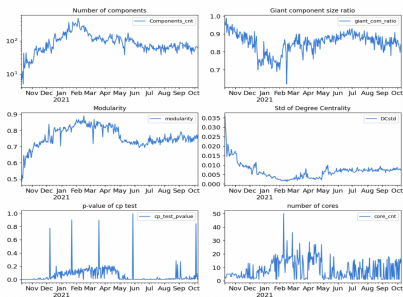 Number of components
Components_cnt
10²
10¹
Nov Dec Jan Feb Mar Apr May Jun Jul Aug Sep Oct
2021
Giant component size ratio
giant_com_ratio
1.0
0.9
0.8
0.7
Nov Dec Jan Feb Mar Apr May Jun Jul Aug Sep Oct
2021
Modularity
modularity
0.9
0.8
0.7
0.6
0.5
Nov Dec Jan Feb Mar Apr May Jun Jul Aug Sep Oct
2021
Std of Degree Centrality
DCstd
0.035
0.030
0.025
0.020
0.015
0.010
0.005
0.000
Nov Dec Jan Feb Mar Apr May Jun Jul Aug Sep Oct
2021
p-value of cp test
cp_test_pvalue
1.0
0.8
0.6
0.4
0.2
0.0
Nov Dec Jan Feb Mar Apr May Jun Jul Aug Sep Oct
2021
number of cores
core_cnt
50
40
30
20
10
0
Nov Dec Jan Feb Mar Apr May Jun Jul Aug Sep Oct
2021